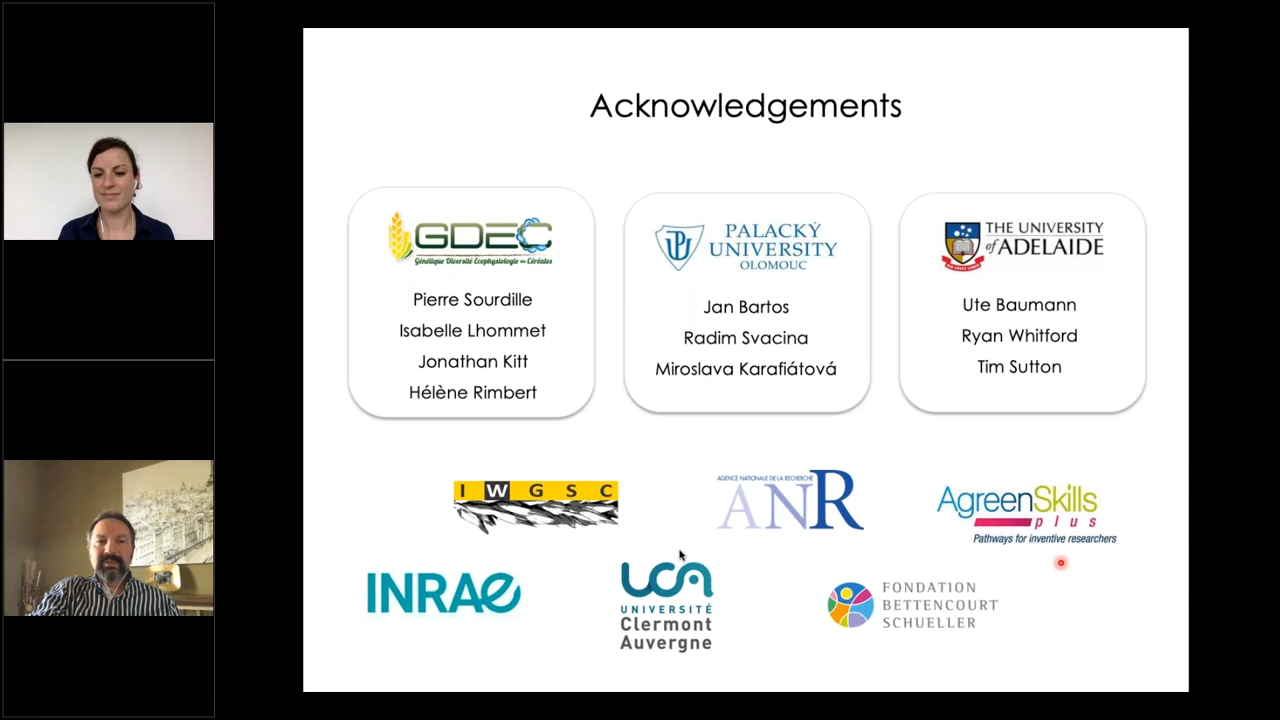 Acknowledgements
GDEC
Génétique Diversité Ecophysiologie des Céréales
Pierre Sourdille
Isabelle Lhommet
Jonathan Kitt
Hélène Rimbert
UP
PALACKÝ
UNIVERSITY
OLOMOUC
Jan Bartos
Radim Svacina
Miroslava Karafiátová
THE UNIVERSITY
of ADELAIDE
Ute Baumann
Ryan Whitford
Tim Sutton
I W G S C
AGENCE NATIONALE DE LA RECHERCHE
ANR
AgreenSkills
plus
Pathways for inventive researchers
INRAE
UCA
UNIVERSITÉ
Clermont
Auvergne
FONDATION
BETTENCOURT
SCHUELLER